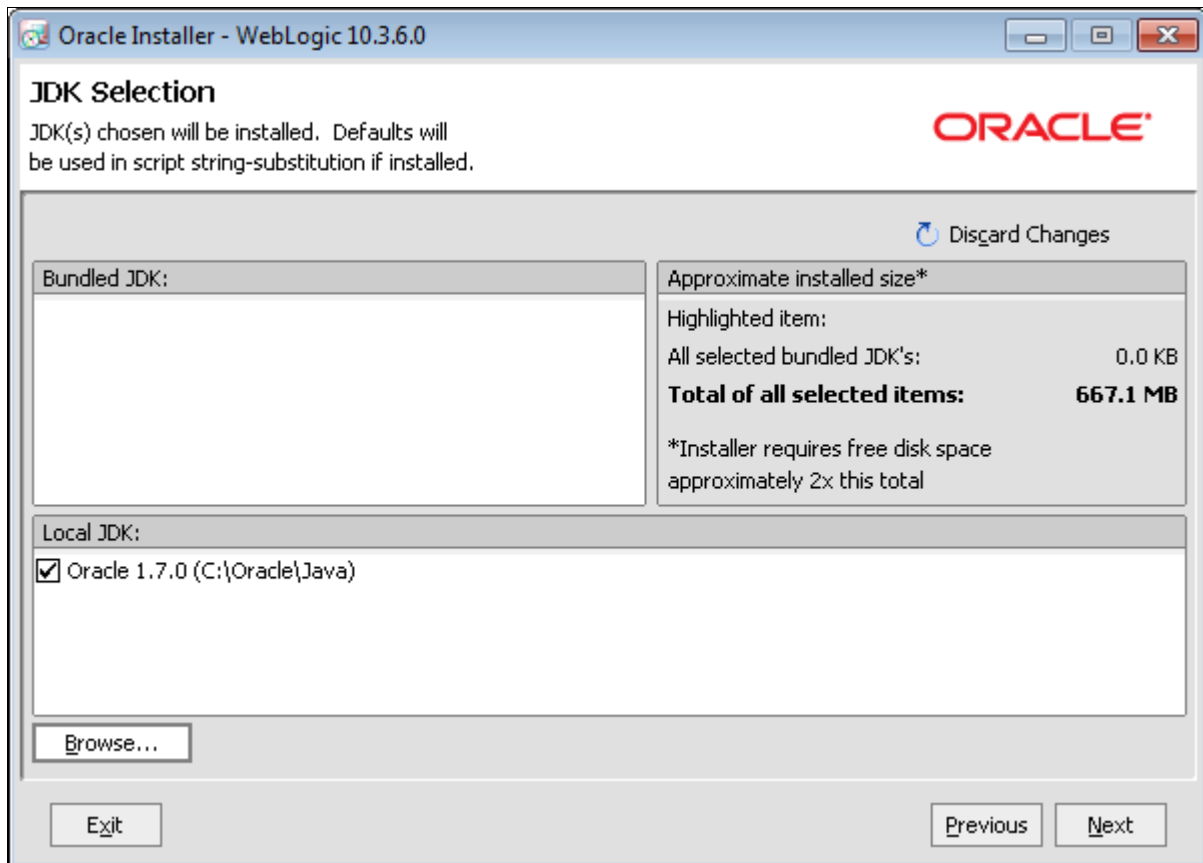 Oracle Installer - WebLogic 10.3.6.0
JDK Selection
JDK(s) chosen will be installed. Defaults will
be used in script string-substitution if installed.
ORACLE
Discard Changes
Bundled JDK:
Approximate installed size*
Highlighted item:
All selected bundled JDK's: 0.0 KB
Total of all selected items: 667.1 MB
*Installer requires free disk space
approximately 2x this total
Local JDK:
Oracle 1.7.0 (C:\Oracle\Java)
Browse...
Exit
Previous
Next